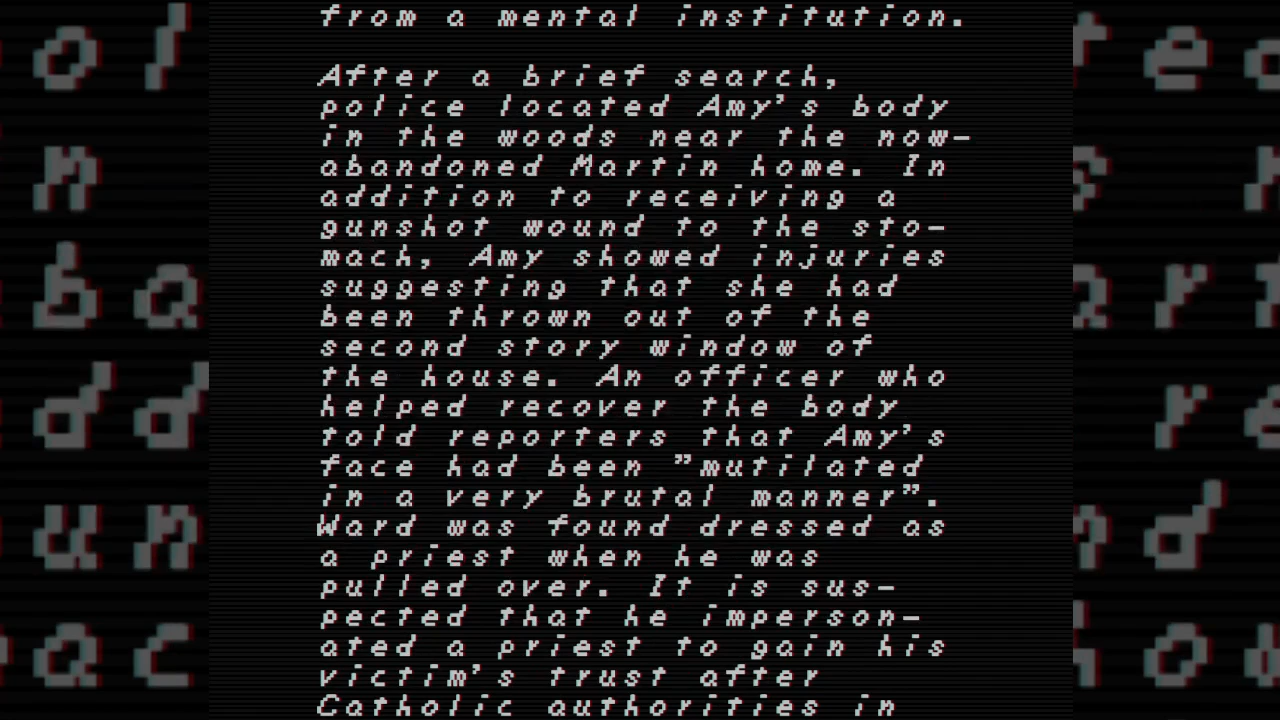 from a mental institution.
After a brief search,
police located Amy's body
in the woods near the now-
abandoned Martin home. In
addition to receiving a
gunshot wound to the sto-
mach, Amy showed injuries
suggesting that she had
been thrown out of the
second story window of
the house. An officer who
helped recover the body
told reporters that Amy's
face had been "mutilated
in a very brutal manner".
Ward was found dressed as
a priest when he was
pulled over. It is sus-
pected that he imperson-
ated a priest to gain his
victim's trust after
Catholic authorities in